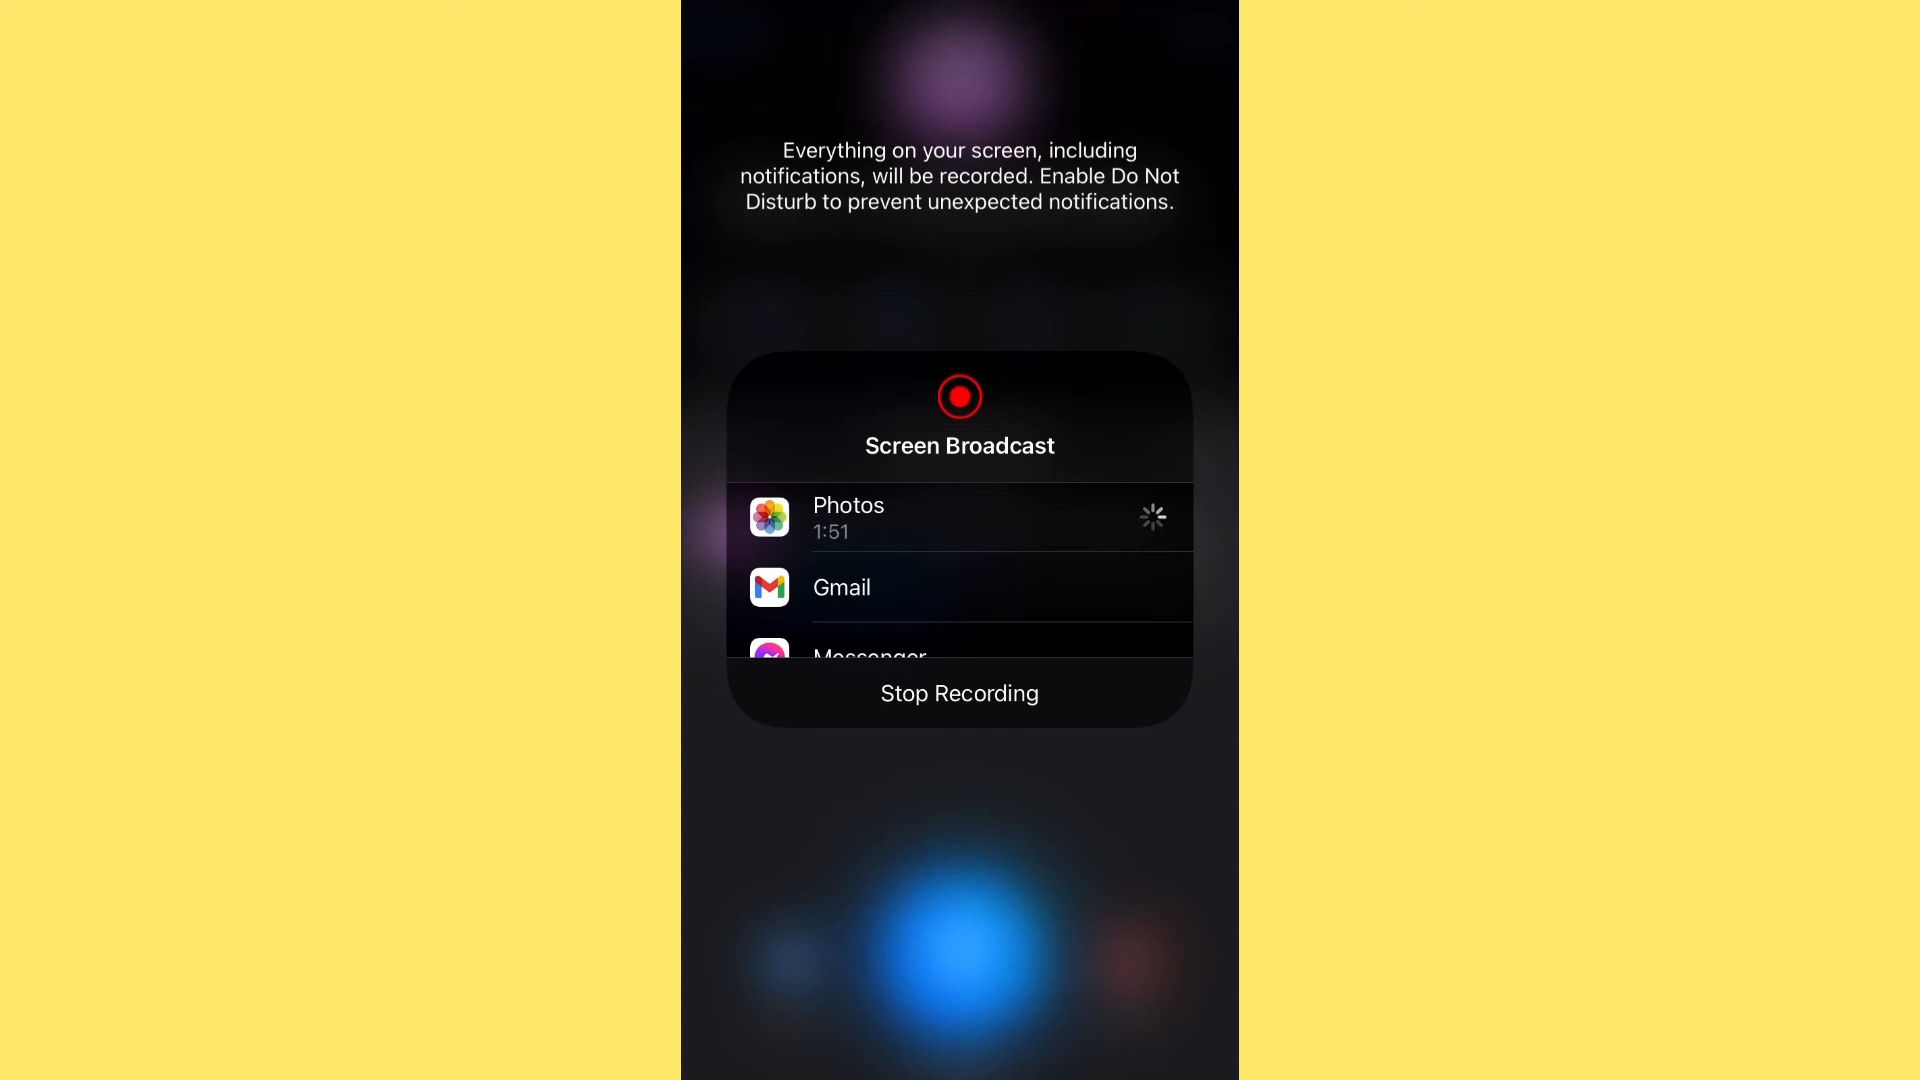 Everything on your screen, including
notifications, will be recorded. Enable Do Not
Disturb to prevent unexpected notifications.
Screen Broadcast
Photos
1:51
Gmail
Messenger
Stop Recording